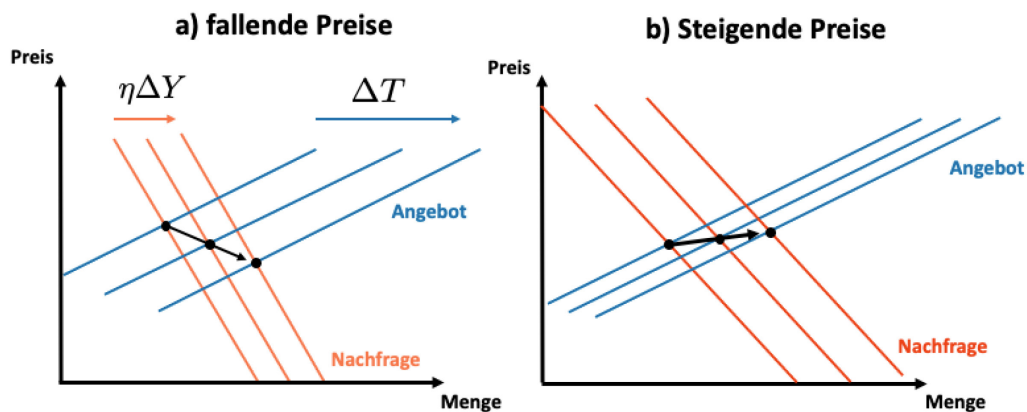 a) fallende Preise
Preis
ηΔY
ΔT
Angebot
Nachfrage
Menge
b) Steigende Preise
Preis
Angebot
Nachfrage
Menge